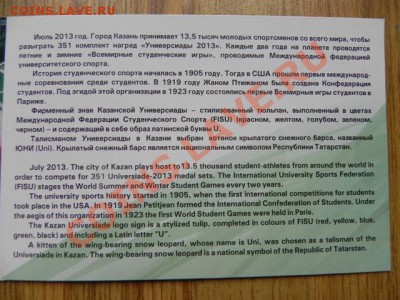 COINS.LAVE.RU
Июль 2013 год. Город Казань принимает 13,5 тысяч молодых спортсменов со всего мира, чтобы
разыграть 351 комплект наград «Универсиады 2013». Каждые два года на планете проводятся
летние и зимние «Всемирные студенческие игры», проводимые Международной федерацией
университетского спорта.
История студенческого спорта началась в 1905 году. Тогда в США прошли первые международ-
ные соревнования среди студентов. В 1919 году Жаном Птижаном была создана Конфедерация
студентов. Под эгидой этой организации в 1923 году состоялись первые Всемирные игры студентов в
Париже.
Фирменный знак Казанской Универсиады – стилизованный тюльпан, выполненный в цветах
Международной Федерации Студенческого Спорта (FISU) (красном, желтом, голубом, зеленом,
черном) – и содержащий в себе образ латинской буквы U.
Талисманом Универсиады в Казани выбран котенок крылатого снежного барса, названный
ЮНИ (Uni). Крылатый снежный барс является национальным символом Республики Татарстан.
July 2013. The city of Kazan plays host to 13.5 thousand student-athletes from around the world in
order to compete for 351 Universiade-2013 medal sets. The International University Sports Federation
(FISU) stages the World Summer and Winter Student Games every two years.
The university sports history started in 1905, when the first international competitions for students
took place in the USA. In 1919 Jean Petitjean formed the International Confederation of Students. Under
the aegis of this organization in 1923 the first World Student Games were held in Paris.
The Kazan Universiade logo sign is a stylized tulip, completed in colours of FISU (red, yellow, blue,
green, black) and including a Latin letter "U".
A kitten of the wing-bearing snow leopard, whose name is Uni, was chosen as a talisman of the
Universiade in Kazan. The wing-bearing snow leopard is a national symbol of the Republic of Tatarstan.